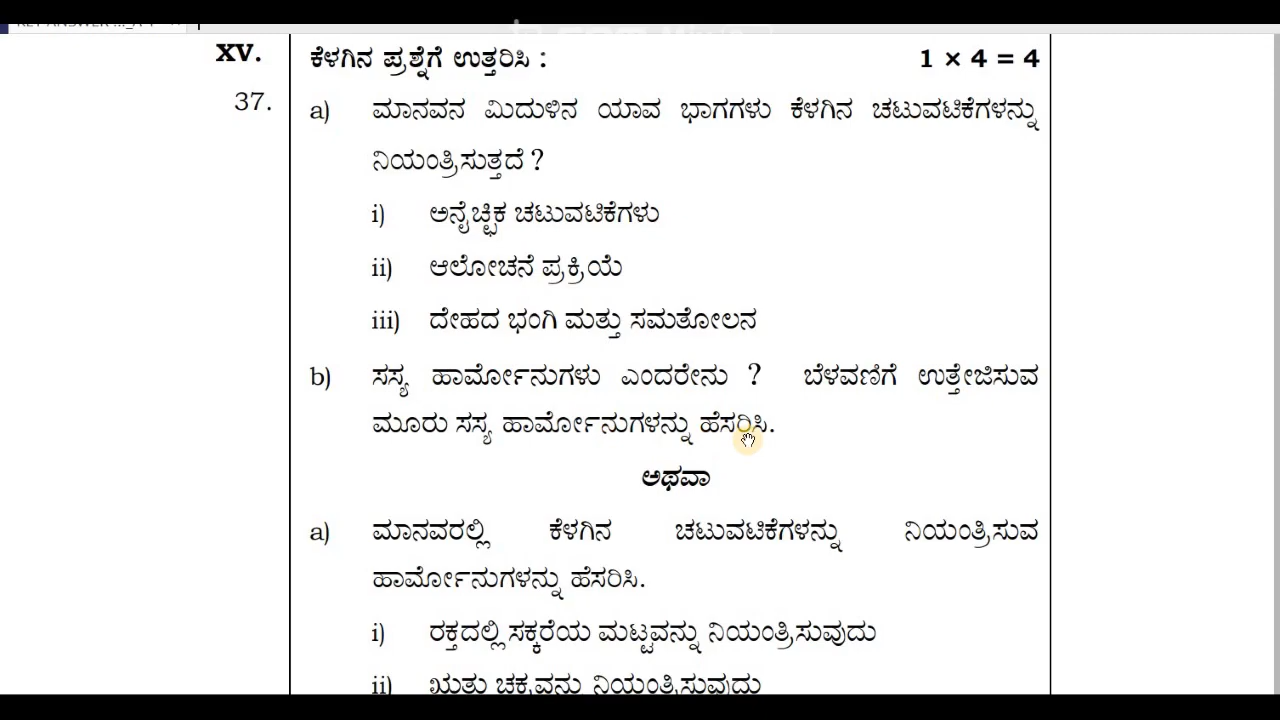 XV. ಕೆಳಗಿನ ಪ್ರಶ್ನೆಗೆ ಉತ್ತರಿಸಿ : 1 × 4 = 4
37. a) ಮಾನವನ ಮಿದುಳಿನ ಯಾವ ಭಾಗಗಳು ಕೆಳಗಿನ ಚಟುವಟಿಕೆಗಳನ್ನು
ನಿಯಂತ್ರಿಸುತ್ತದೆ ?
i) ಅನೈಚ್ಛಿಕ ಚಟುವಟಿಕೆಗಳು
ii) ಆಲೋಚನೆ ಪ್ರಕ್ರಿಯೆ
iii) ದೇಹದ ಭಂಗಿ ಮತ್ತು ಸಮತೋಲನ
b) ಸಸ್ಯ ಹಾರ್ಮೋನುಗಳು ಎಂದರೇನು ? ಬೆಳವಣಿಗೆ ಉತ್ತೇಜಿಸುವ
ಮೂರು ಸಸ್ಯ ಹಾರ್ಮೋನುಗಳನ್ನು ಹೆಸರಿಸಿ.
ಅಥವಾ
a) ಮಾನವರಲ್ಲಿ ಕೆಳಗಿನ ಚಟುವಟಿಕೆಗಳನ್ನು ನಿಯಂತ್ರಿಸುವ
ಹಾರ್ಮೋನುಗಳನ್ನು ಹೆಸರಿಸಿ.
i) ರಕ್ತದಲ್ಲಿ ಸಕ್ಕರೆಯ ಮಟ್ಟವನ್ನು ನಿಯಂತ್ರಿಸುವುದು
ii) ಋತು ಚಕ್ರವನ್ನು ನಿಯಂತ್ರಿಸುವುದು